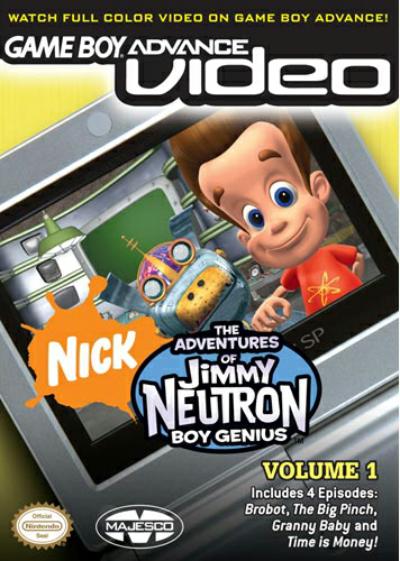 WATCH FULL COLOR VIDEO ON GAME BOY ADVANCE!
GAME BOY ADVANCE
video
SP
NICK
THE
ADVENTURES
OF
JiMMY
NEUTRON
BOY GENIUS™
VOLUME 1
Includes 4 Episodes:
Brobot, The Big Pinch,
Granny Baby and
Time is Money!
Official
Nintendo
Seal
MAJESCO